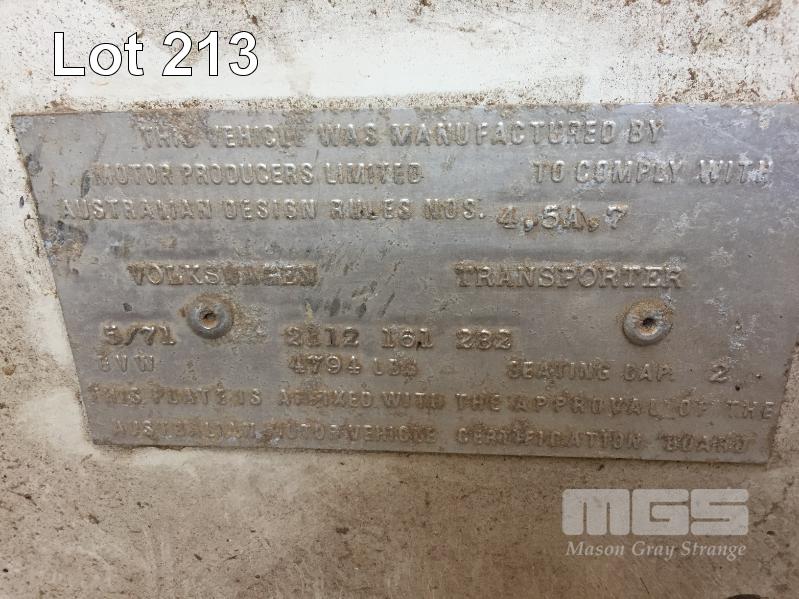 Lot 213
THIS VEHICLE WAS MANUFACTURED BY
MOTOR PRODUCERS LIMITED TO COMPLY WITH
AUSTRALIAN DESIGN RULES NOS. 4,5A,7
VOLKSWAGEN TRANSPORTER
5/71 2112 161 282
GVW 4794 LBS SEATING CAP. 2
THIS PLATE IS AFFIXED WITH THE APPROVAL OF THE
AUSTRALIAN MOTOR VEHICLE CERTIFICATION BOARD
MGS
Mason Gray Strange